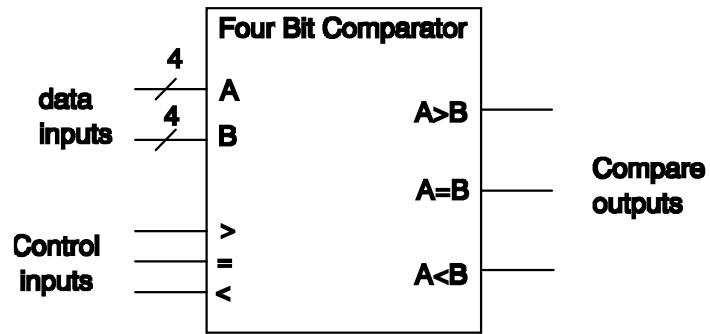 Four Bit Comparator
4
data
inputs
A
4
B
A>B
A=B
A<B
Compare
outputs
Control
inputs
>
=
<